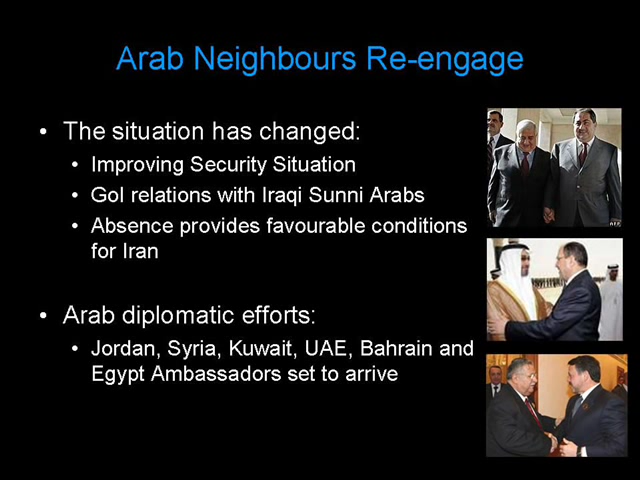 Arab Neighbours Re-engage
• The situation has changed:
• Improving Security Situation
• GoI relations with Iraqi Sunni Arabs
• Absence provides favourable conditions
for Iran
• Arab diplomatic efforts:
• Jordan, Syria, Kuwait, UAE, Bahrain and
Egypt Ambassadors set to arrive